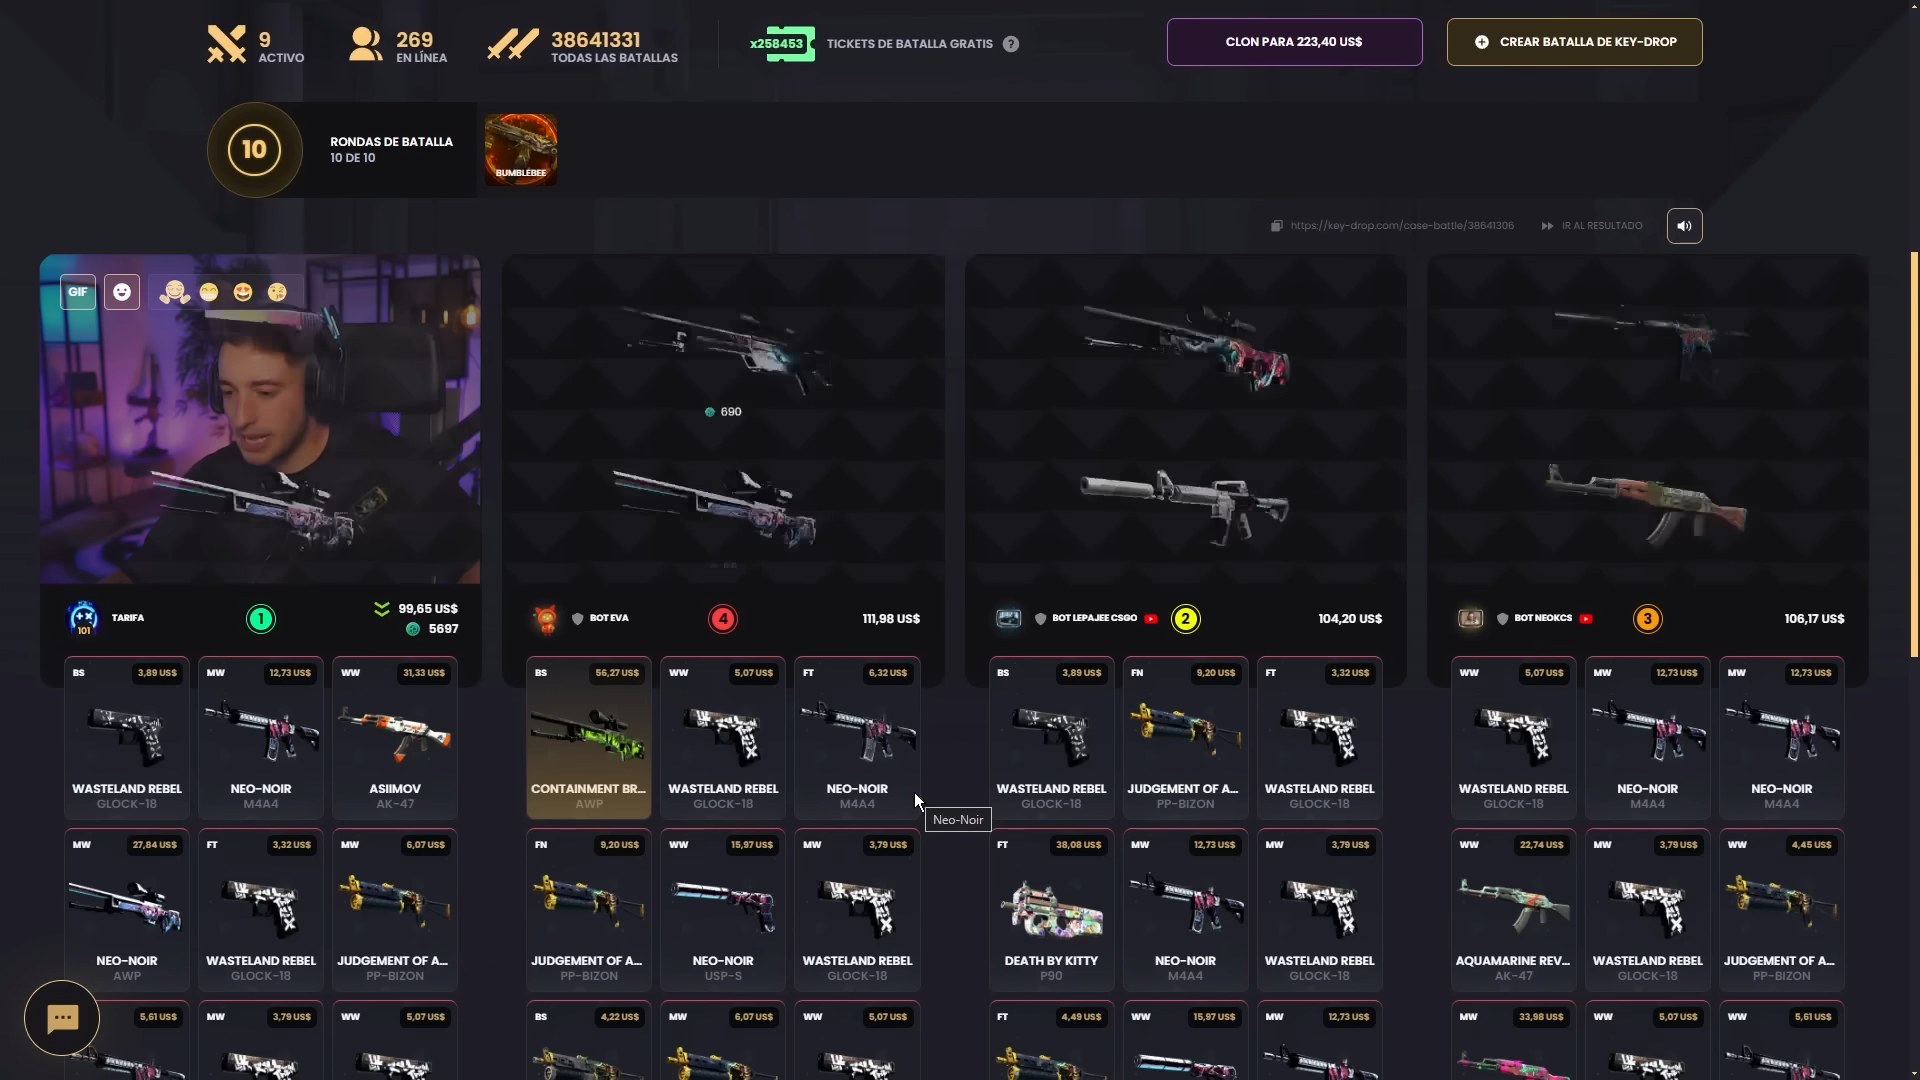 9
ACTIVO
269
EN LÍNEA
38641331
TODAS LAS BATALLAS
x258453
TICKETS DE BATALLA GRATIS ?
CLON PARA 223,40 US$
CREAR BATALLA DE KEY-DROP
10
RONDAS DE BATALLA
10 DE 10
BUMBLEBEE
https://key-drop.com/case-battle/38641306
IR AL RESULTADO
GIF
690
101
TARIFA
1
99,65 US$
5697
BOT EVA
4
111,98 US$
BOT LEPAJEE CSGO
2
104,20 US$
BOT NEOKCS
3
106,17 US$
BS 3,89 US$
WASTELAND REBEL
GLOCK-18
MW 12,73 US$
NEO-NOIR
M4A4
WW 31,33 US$
ASIIMOV
AK-47
BS 56,27 US$
CONTAINMENT BR...
AWP
WW 5,07 US$
WASTELAND REBEL
GLOCK-18
FT 6,32 US$
NEO-NOIR
M4A4
Neo-Noir
BS 3,89 US$
WASTELAND REBEL
GLOCK-18
FN 9,20 US$
JUDGEMENT OF A...
PP-BIZON
FT 3,32 US$
WASTELAND REBEL
GLOCK-18
WW 5,07 US$
WASTELAND REBEL
GLOCK-18
MW 12,73 US$
NEO-NOIR
M4A4
MW 12,73 US$
NEO-NOIR
M4A4
MW 27,84 US$
NEO-NOIR
AWP
FT 3,32 US$
WASTELAND REBEL
GLOCK-18
MW 6,07 US$
JUDGEMENT OF A...
PP-BIZON
FN 9,20 US$
JUDGEMENT OF A...
PP-BIZON
WW 15,97 US$
NEO-NOIR
USP-S
MW 3,79 US$
WASTELAND REBEL
GLOCK-18
FT 38,08 US$
DEATH BY KITTY
P90
MW 12,73 US$
NEO-NOIR
M4A4
MW 3,79 US$
WASTELAND REBEL
GLOCK-18
WW 22,74 US$
AQUAMARINE REV...
AK-47
MW 3,79 US$
WASTELAND REBEL
GLOCK-18
WW 4,45 US$
JUDGEMENT OF A...
PP-BIZON
5,61 US$
MW 3,79 US$
WW 5,07 US$
BS 4,22 US$
MW 6,07 US$
WW 5,07 US$
FT 4,49 US$
WW 15,97 US$
MW 12,73 US$
MW 33,98 US$
WW 5,07 US$
WW 5,61 US$